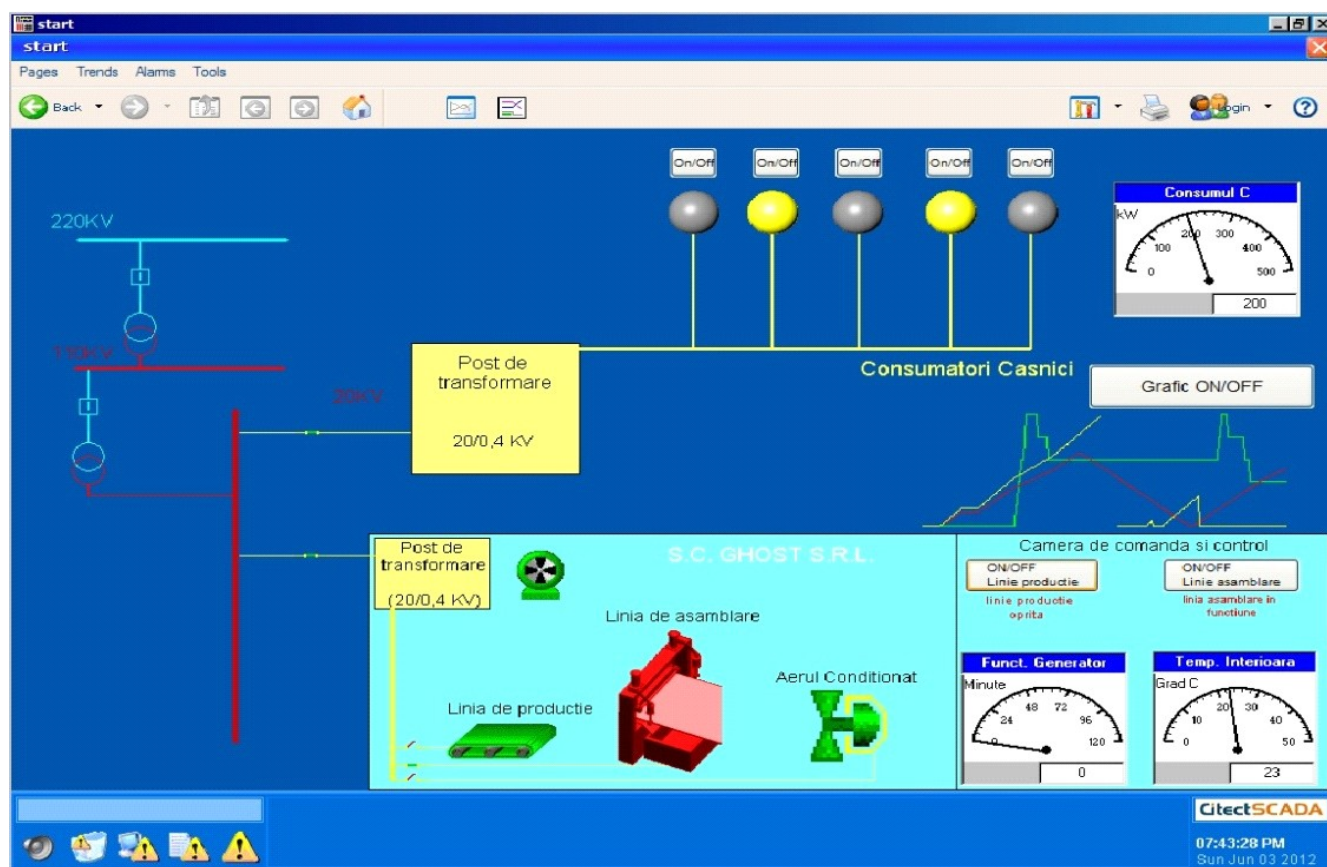 start
start
Pages Trends Alarms Tools
Back
Login
On/Off On/Off On/Off On/Off On/Off
220KV
Consumul C
kW
0 100 200 300 400 500
200
110KV
Post de
transformare
20/0,4 KV
20KV
Consumatori Casnici
Grafic ON/OFF
Post de
transformare
(20/0,4 KV)
S.C. GHOST S.R.L.
Linia de asamblare
Linia de productie
Aerul Conditionat
Camera de comanda si control
ON/OFF
Linie productie
linie productie
oprita
ON/OFF
Linie asamblare
linia asamblare in
functiune
Funct. Generator
Minute
0 24 48 72 96 120
0
Temp. Interioara
Grad C
0 10 20 30 40 50
23
CitectSCADA
07:43:28 PM
Sun Jun 03 2012